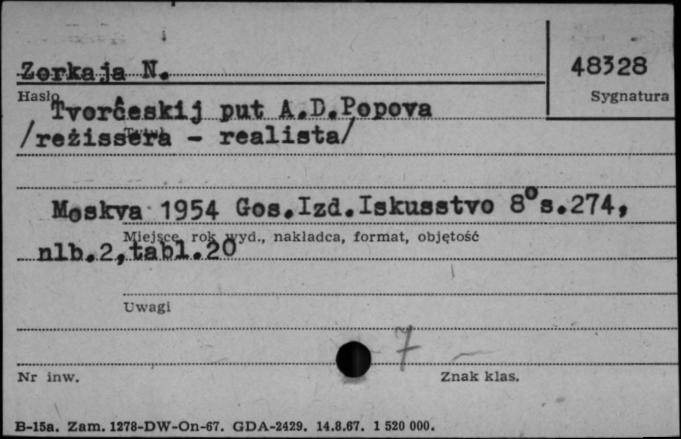 Zorkaja N.
48328
Hasło
Sygnatura
Tvorčeskij put A.D.Popova
/reżissera - realista/
Tytuł
Moskva 1954 Gos.Izd.Iskusstvo 8° s.274,
Miejsce, rok wyd., nakładca, format, objętość
nlb.2,tabl.20
Uwagi
7
Nr inw.
Znak klas.
B-15a. Zam. 1278-DW-On-67. GDA-2429. 14.8.67. 1 520 000.